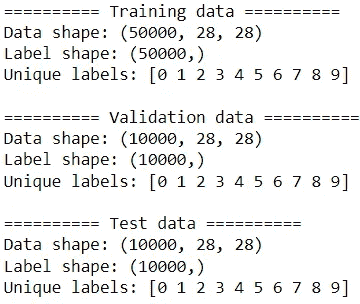 ========== Training data ==========
Data shape: (50000, 28, 28)
Label shape: (50000,)
Unique labels: [0 1 2 3 4 5 6 7 8 9]
========== Validation data ==========
Data shape: (10000, 28, 28)
Label shape: (10000,)
Unique labels: [0 1 2 3 4 5 6 7 8 9]
========== Test data ==========
Data shape: (10000, 28, 28)
Label shape: (10000,)
Unique labels: [0 1 2 3 4 5 6 7 8 9]